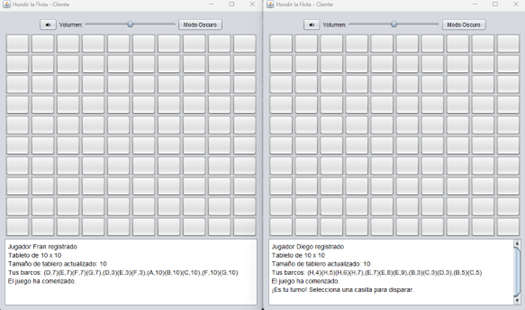 Hundir la Flota - Cliente
Volumen.
Modo Oscuro
Jugador Fran registrado
Tableto de 10 x 10
Tamaño de tablero actualizado: 10
Tus barcos: (D,7)(E,7)(F,7)(G,7),(D,3)(E,3)(F,3),(A,10)(B,10)(C,10),(F,10)(G,10)
El juego ha comenzado.
Hundir la Flota - Cliente
Volumen.
Modo Oscuro
Jugador Diego registrado
Tableto de 10 x 10
Tamaño de tablero actualizado: 10
Tus barcos: (H,4)(H,5)(H,6)(H,7),(E,7)(E,8)(E,9),(B,3)(C,3)(D,3),(B,5)(C,5)
El juego ha comenzado.
¡Es tu turno! Selecciona una casilla para disparar.